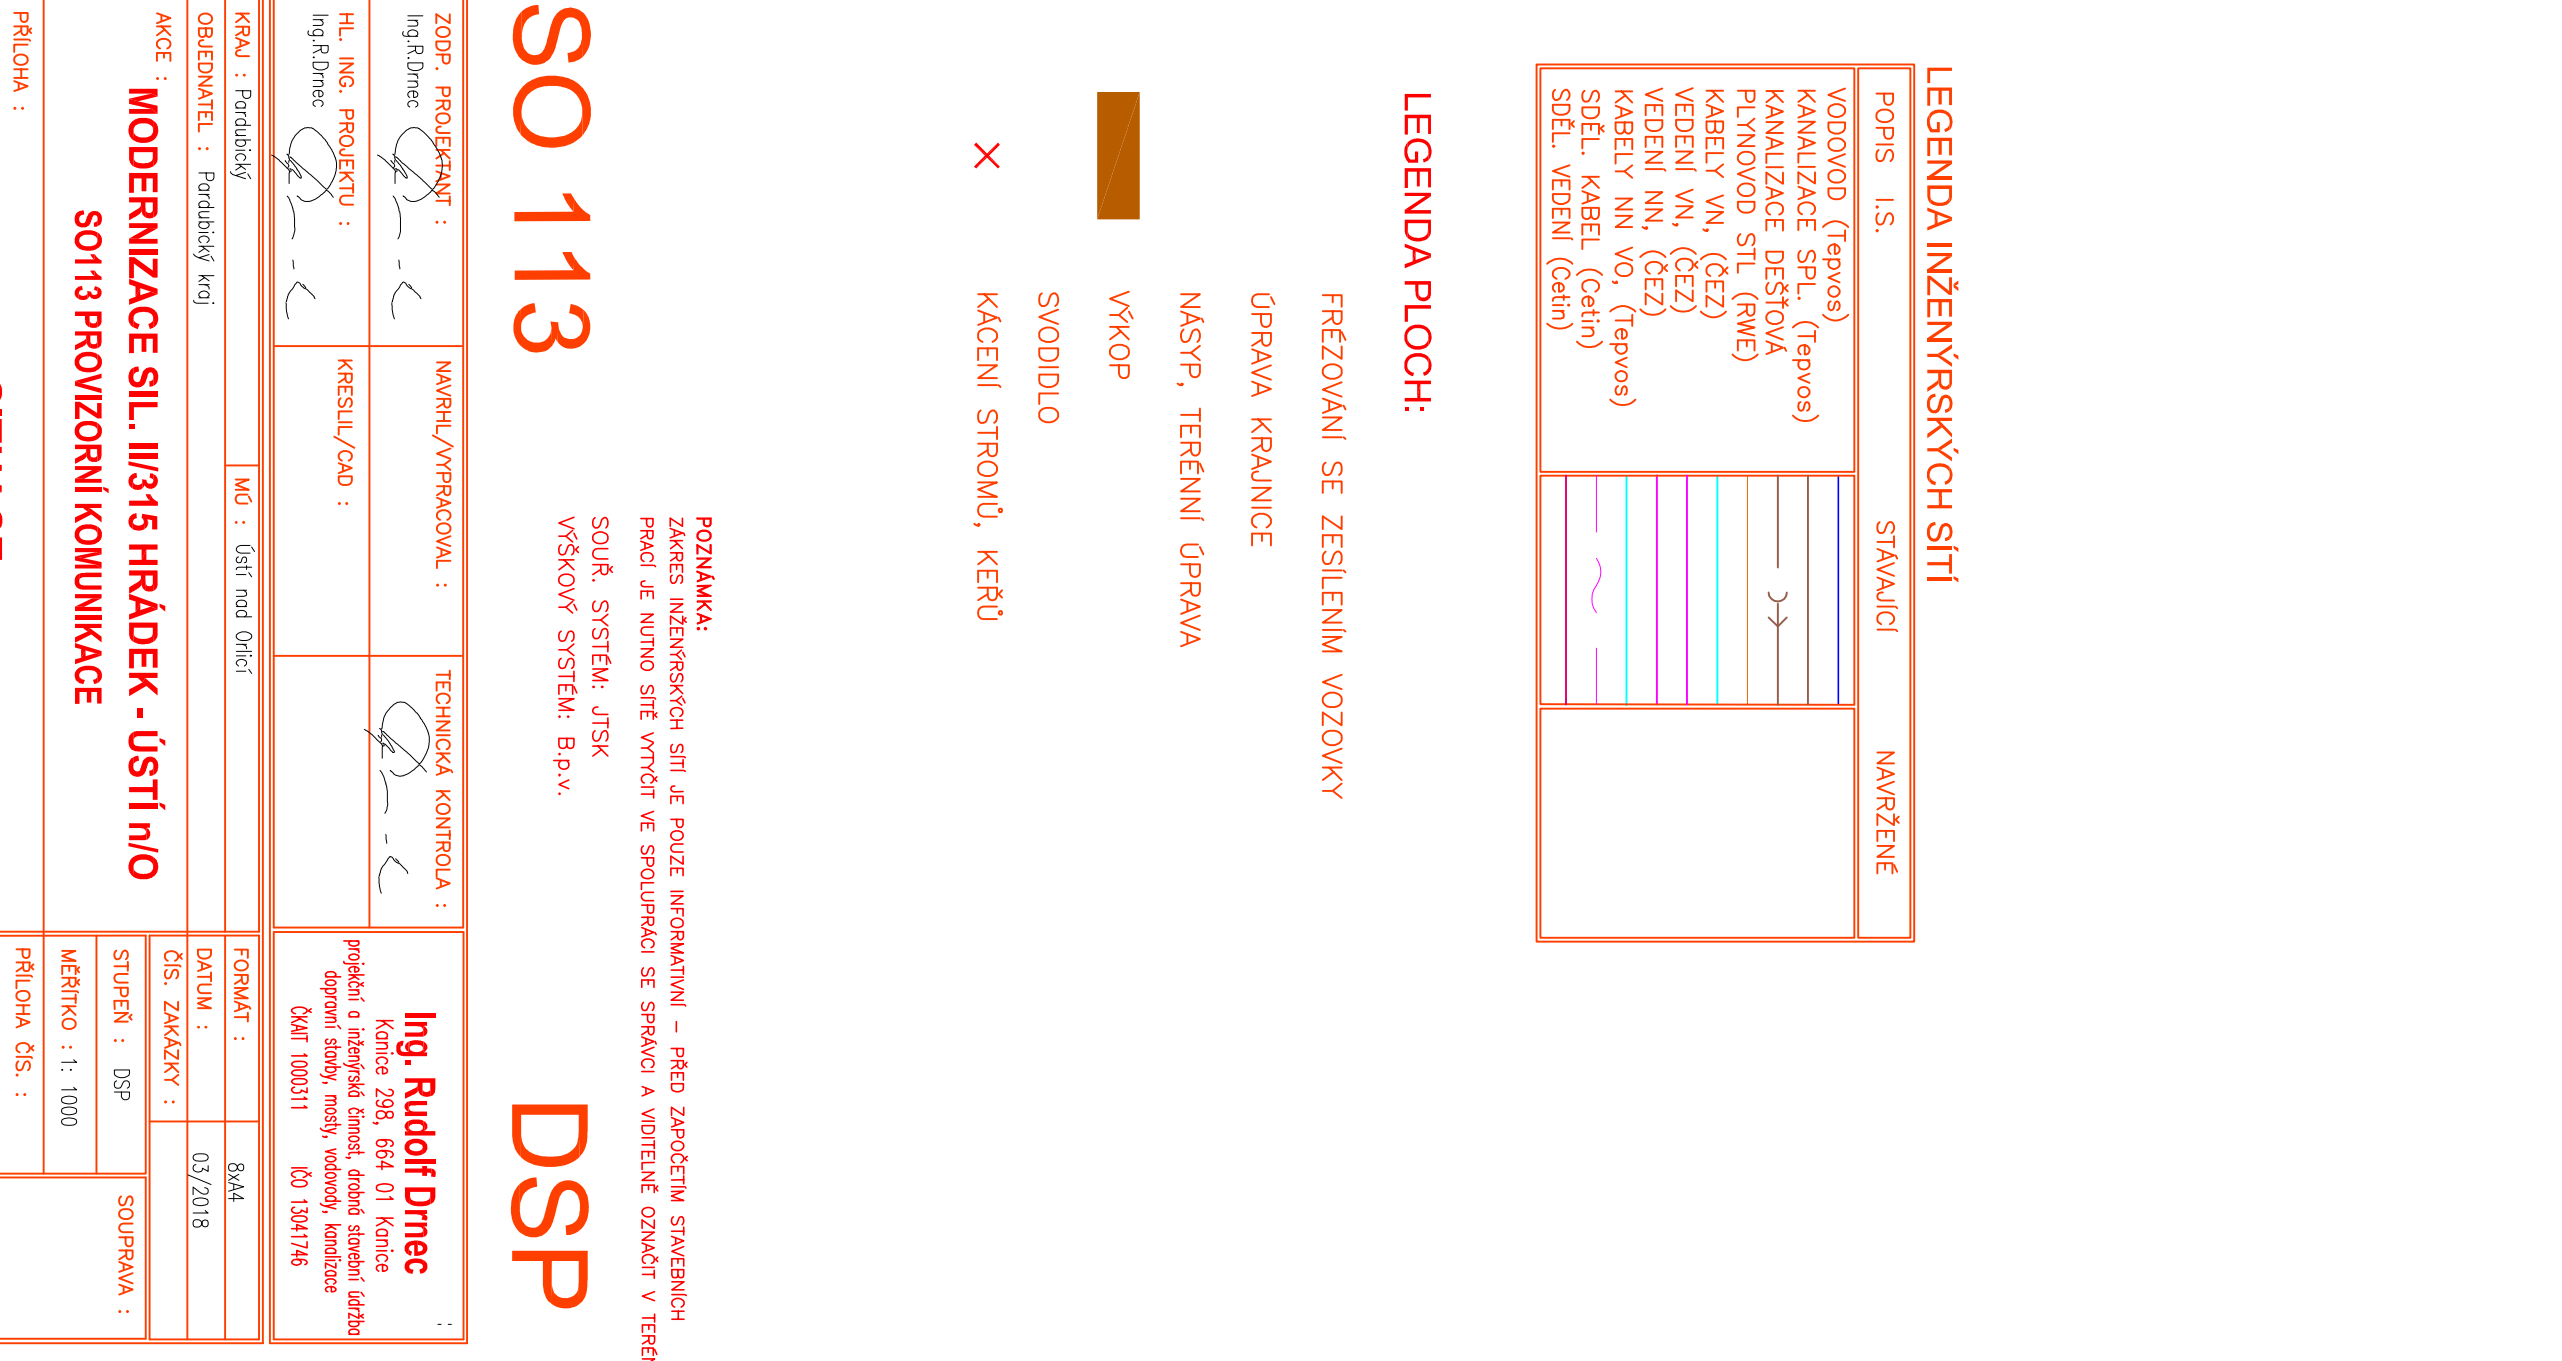 LEGENDA INŽENÝRSKÝCH SÍTÍ
POPIS I.S. STÁVAJÍCÍ NAVRŽENÉ
VODOVOD (Tepvos)
KANALIZACE SPL. (Tepvos)
KANALIZACE DEŠŤOVÁ
PLYNOVOD STL (RWE)
KABELY VN, (ČEZ)
VEDENÍ VN, (ČEZ)
VEDENÍ NN, (ČEZ)
KABELY NN VO, (Tepvos)
SDĚL. KABEL (Cetin)
SDĚL. VEDENÍ (Cetin)
LEGENDA PLOCH:
FRÉZOVÁNÍ SE ZESÍLENÍM VOZOVKY
ÚPRAVA KRAJNICE
NÁSYP, TERÉNNÍ ÚPRAVA
VÝKOP
SVODIDLO
KÁCENÍ STROMŮ, KEŘŮ
POZNÁMKA:
ZÁKRES INŽENÝRSKÝCH SÍTÍ JE POUZE INFORMATIVNÍ – PŘED ZAPOČETÍM STAVEBNÍCH
PRACÍ JE NUTNO SÍTĚ VYTYČIT VE SPOLUPRÁCI SE SPRÁVCI A VIDITELNĚ OZNAČIT V
SOUŘ. SYSTÉM: JTSK
VÝŠKOVÝ SYSTÉM: B.p.v.
SO 113 DSP
ZODP. PROJEKTANT : NAVRHL/VYPRACOVAL : TECHNICKÁ KONTROLA :
Ing.R.Drnec
HL. ING. PROJEKTU : KRESLIL/CAD :
Ing.R.Drnec
Ing. Rudolf Drnec
Kanice 298, 664 01 Kanice
projekční a inženýrská činnost, drobná stavební údržba
dopravní stavby, mosty, vodovody, kanalizace
ČKAIT 1000311 IČO 13041746
KRAJ : Pardubický MÚ : Ústí nad Orlicí FORMÁT : 8xA4
OBJEDNATEL : Pardubický kraj DATUM : 03/2018
AKCE : ČÍS. ZAKÁZKY :
MODERNIZACE SIL. II/315 HRÁDEK - ÚSTÍ n/O
STUPEŇ : DSP SOUPRAVA :
SO113 PROVIZORNÍ KOMUNIKACE
MĚŘÍTKO : 1: 1000
PŘÍLOHA : PŘÍLOHA ČÍS. :